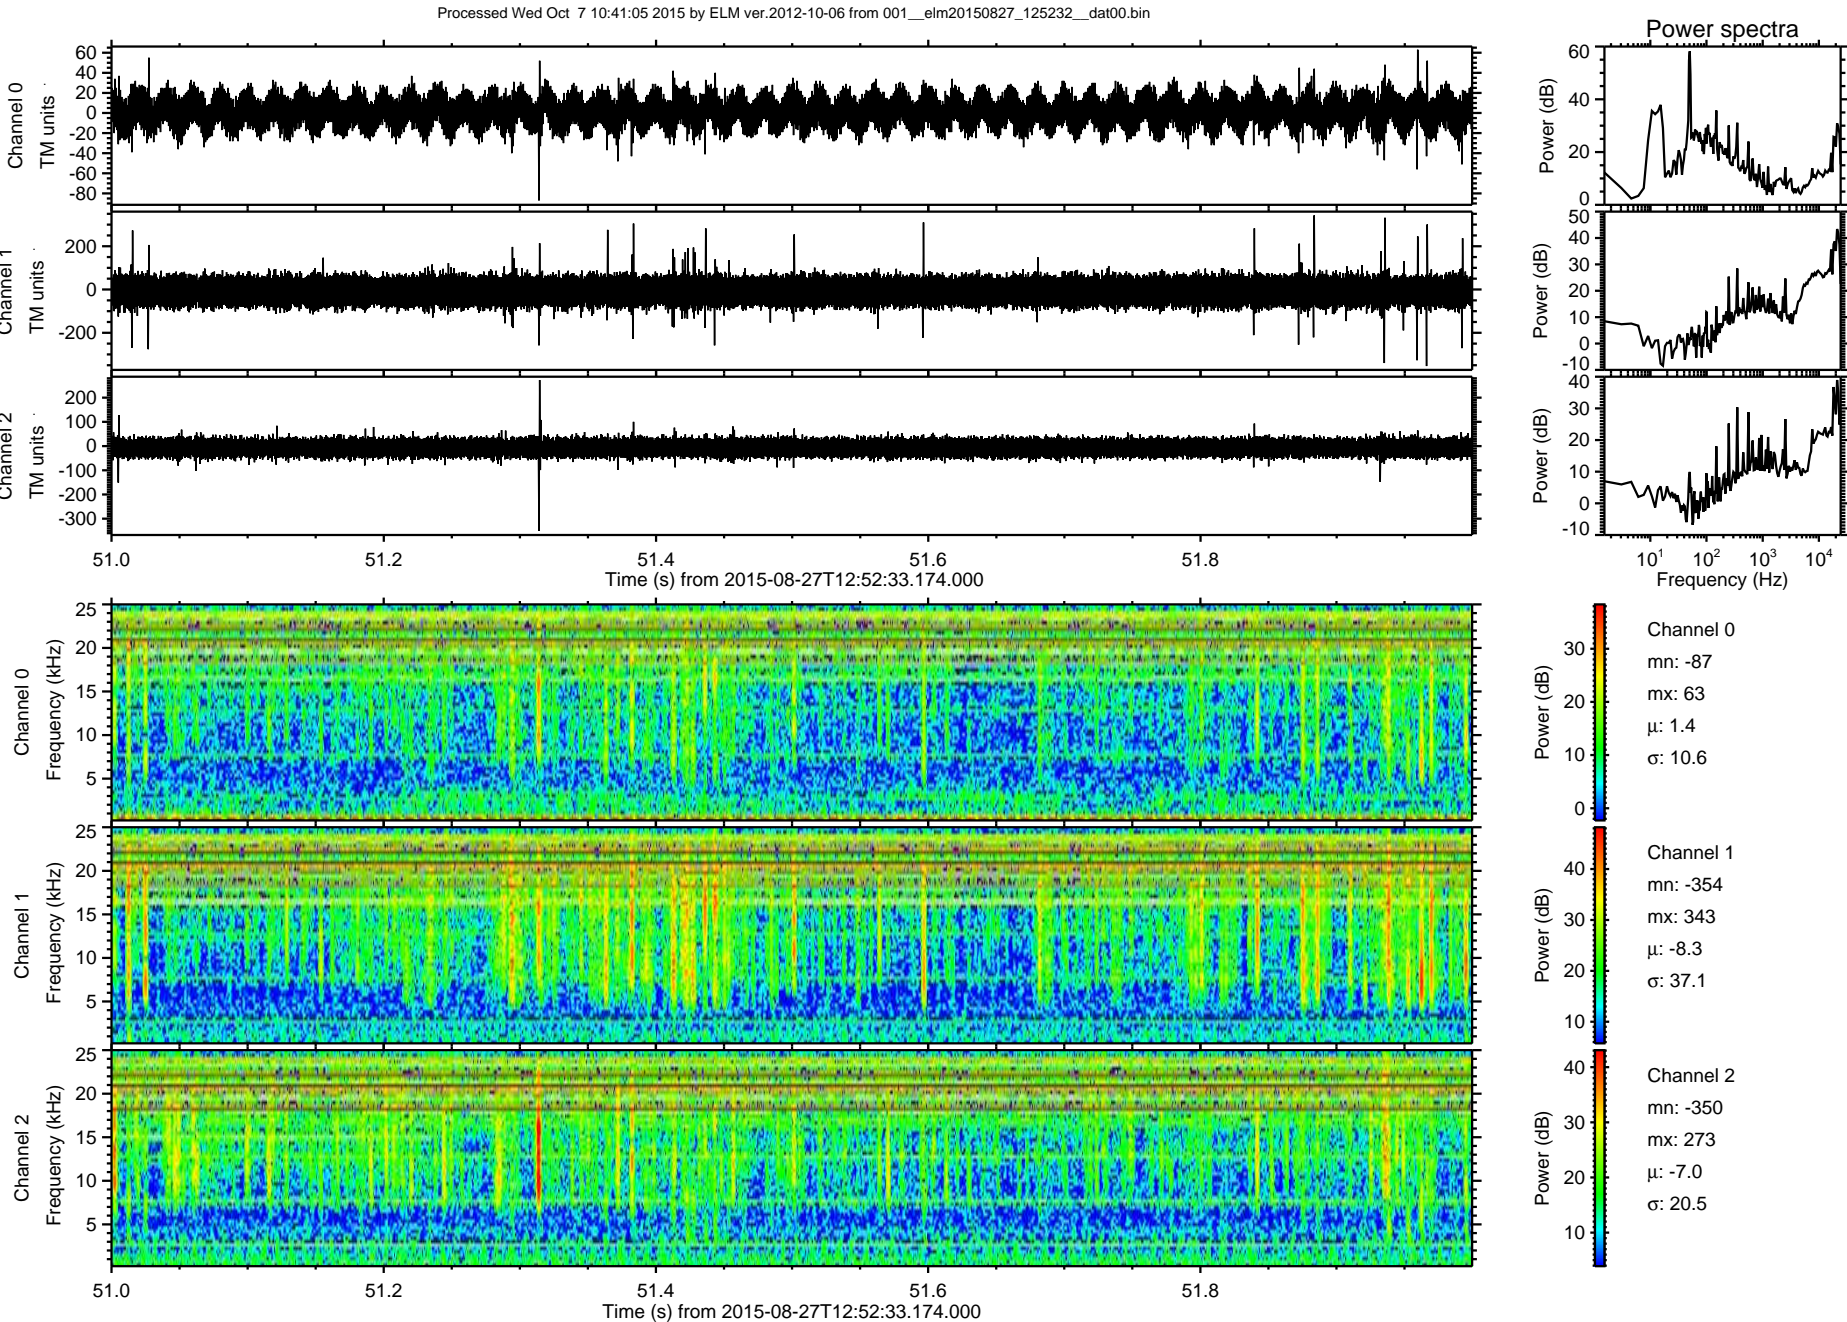 Processed Wed Oct  7 10:41:05 2015 by ELM ver.2012-10-06 from 001__elm20150827_125232__dat00.bin
Power spectra
Channel 0
TM units
60
40
20
0
-20
-40
-60
-80
Power (dB)
60
40
20
0
Channel 1
TM units
200
0
-200
Power (dB)
50
40
30
20
10
0
-10
Channel 2
TM units
200
100
0
-100
-200
-300
Power (dB)
40
30
20
10
0
-10
51.0 51.2 51.4 51.6 51.8
Time (s) from 2015-08-27T12:52:33.174.000
10¹ 10² 10³ 10⁴
Frequency (Hz)
Channel 0
Frequency (kHz)
25
20
15
10
5
Power (dB)
30
20
10
0
Channel 0
mn: -87
mx: 63
μ: 1.4
σ: 10.6
Channel 1
Frequency (kHz)
25
20
15
10
5
Power (dB)
40
30
20
10
Channel 1
mn: -354
mx: 343
μ: -8.3
σ: 37.1
Channel 2
Frequency (kHz)
25
20
15
10
5
Power (dB)
40
30
20
10
Channel 2
mn: -350
mx: 273
μ: -7.0
σ: 20.5
51.0 51.2 51.4 51.6 51.8
Time (s) from 2015-08-27T12:52:33.174.000